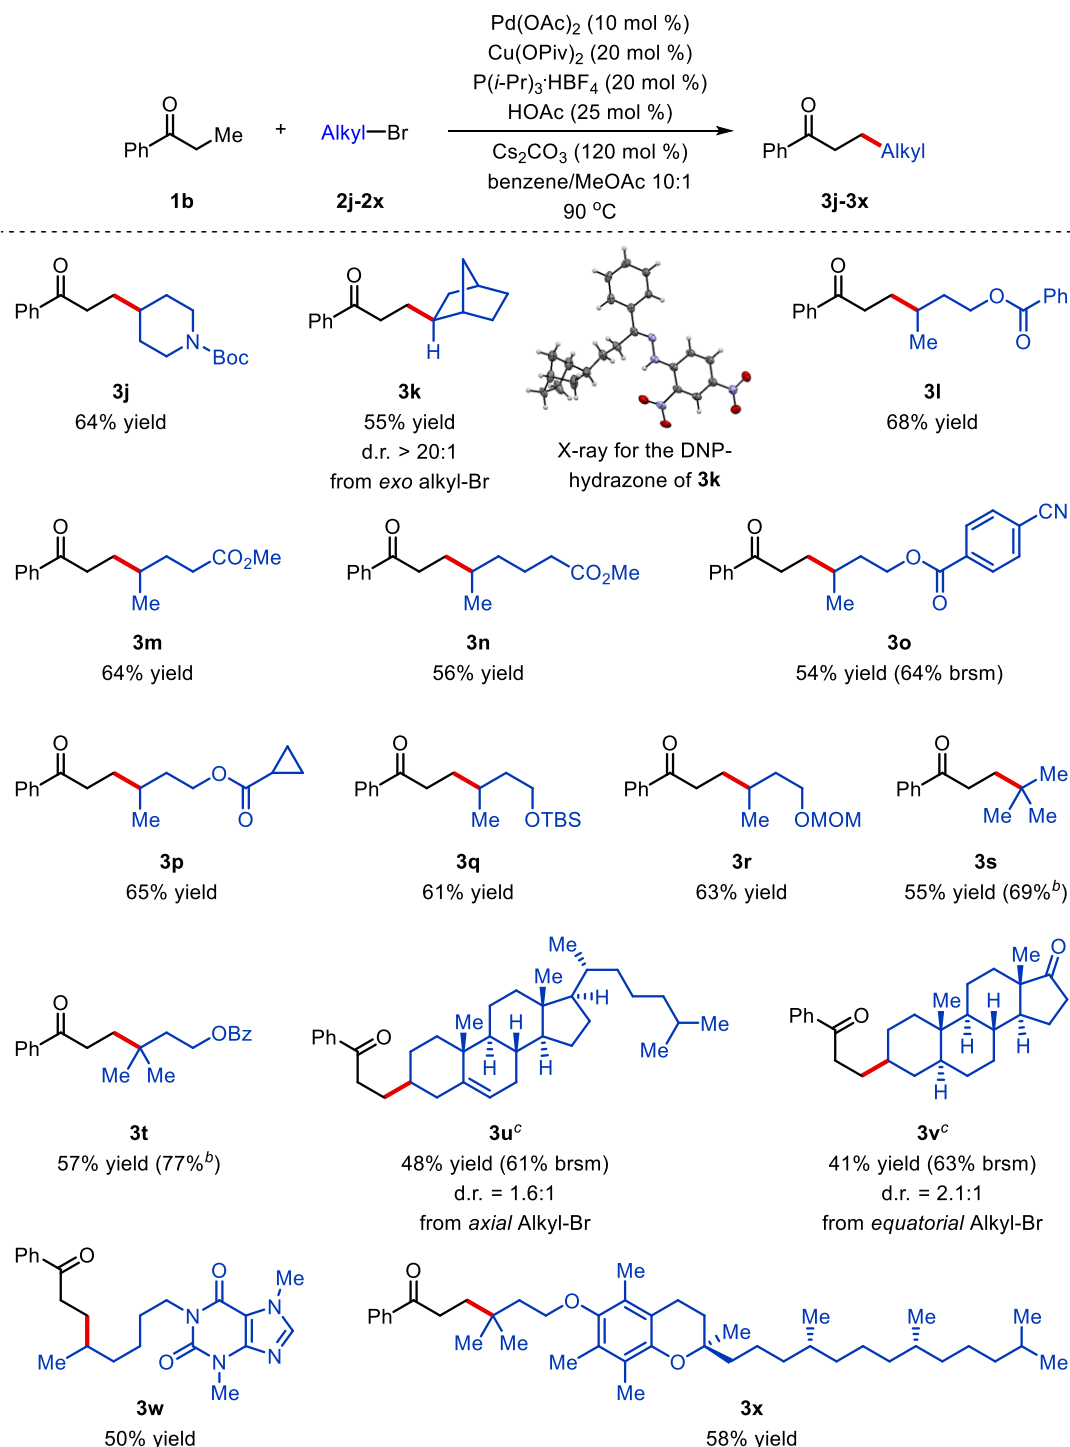 Pd(OAc)2 (10 mol %)
Cu(OPiv)2 (20 mol %)
P(i-Pr)3·HBF4 (20 mol %)
HOAc (25 mol %)
O
Me
Ph
+
Alkyl—Br
O
Ph
Alkyl
Cs2CO3 (120 mol %)
benzene/MeOAc 10:1
90 oC
1b
2j-2x
3j-3x
O
Ph
N
Boc
3j
64% yield
O
Ph
H
3k
55% yield
d.r. > 20:1
from exo alkyl-Br
X-ray for the DNP-
hydrazone of 3k
O
Ph
Me
O
O
Ph
3l
68% yield
O
Ph
Me
CO2Me
3m
64% yield
O
Ph
Me
CO2Me
3n
56% yield
O
Ph
Me
O
O
CN
3o
54% yield (64% brsm)
O
Ph
Me
O
O
3p
65% yield
O
Ph
Me
OTBS
3q
61% yield
O
Ph
Me
OMOM
3r
63% yield
O
Ph
Me
Me
Me
3s
55% yield (69%b)
O
Ph
OBz
Me
Me
3t
57% yield (77%b)
Ph
O
Me
Me
Me
H
H
H
H
Me
Me
3uc
48% yield (61% brsm)
d.r. = 1.6:1
from axial Alkyl-Br
Ph
O
Me
Me
O
H
H
H
H
3vc
41% yield (63% brsm)
d.r. = 2.1:1
from equatorial Alkyl-Br
Ph
O
Me
O
N
O
N
Me
N
N
Me
3w
50% yield
O
Ph
Me
Me
O
Me
Me
Me
O
Me
Me
Me
Me
Me
3x
58% yield